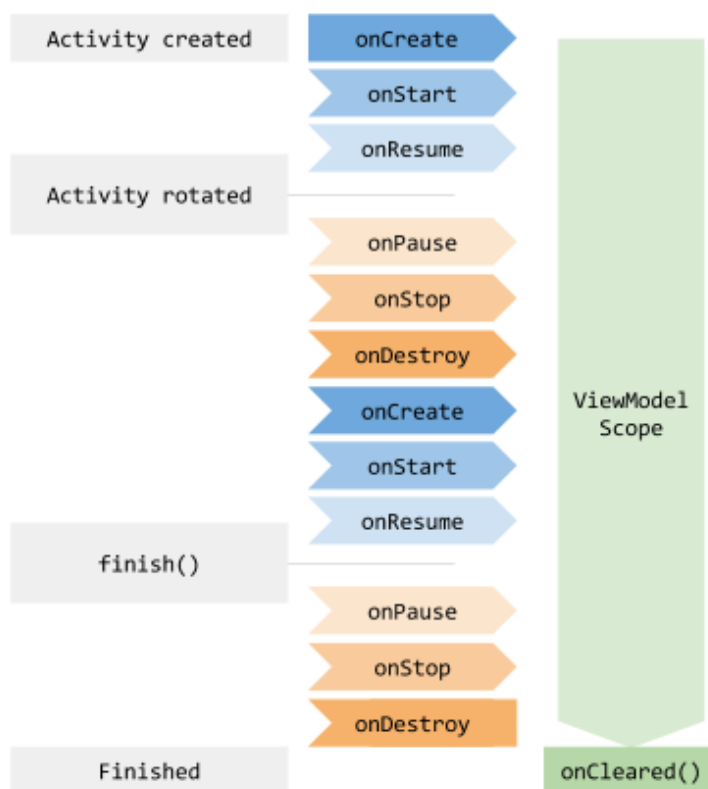 Activity created
onCreate
onStart
onResume
Activity rotated
onPause
onStop
onDestroy
onCreate
ViewModel
Scope
onStart
onResume
finish()
onPause
onStop
onDestroy
Finished
onCleared()